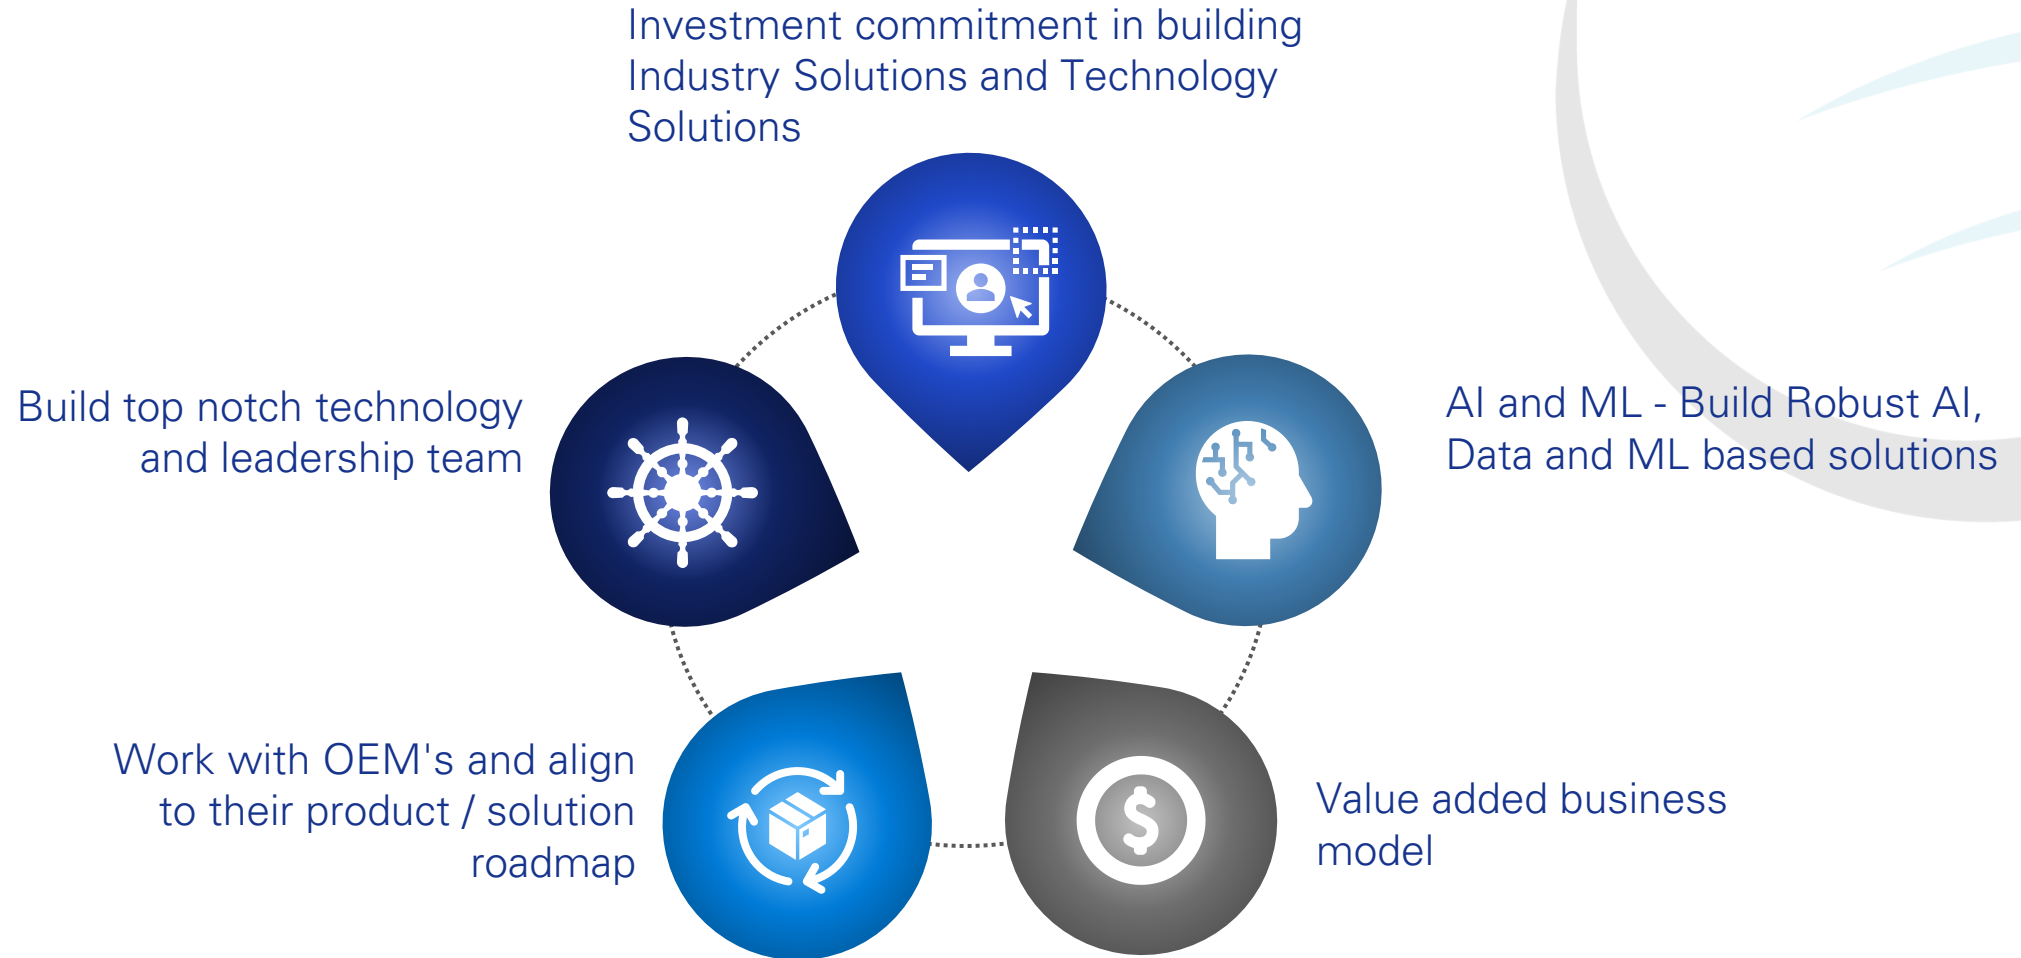 Investment commitment in building
Industry Solutions and Technology
Solutions
Build top notch technology
and leadership team
AI and ML - Build Robust AI,
Data and ML based solutions
Work with OEM's and align
to their product / solution
roadmap
Value added business
model